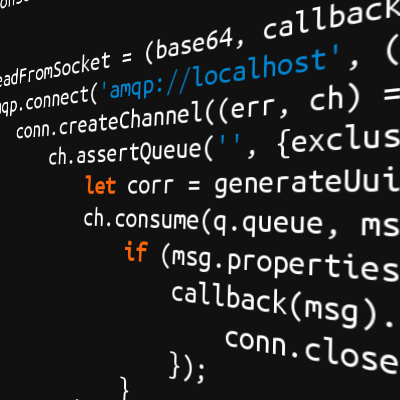 eadFromSocket = (base64, callback
qp.connect('amqp://localhost', (
conn.createChannel((err, ch) =
ch.assertQueue('', {exclus
let corr = generateUui
ch.consume(q.queue, ms
if (msg.properties
callback(msg).
conn.close
});
}